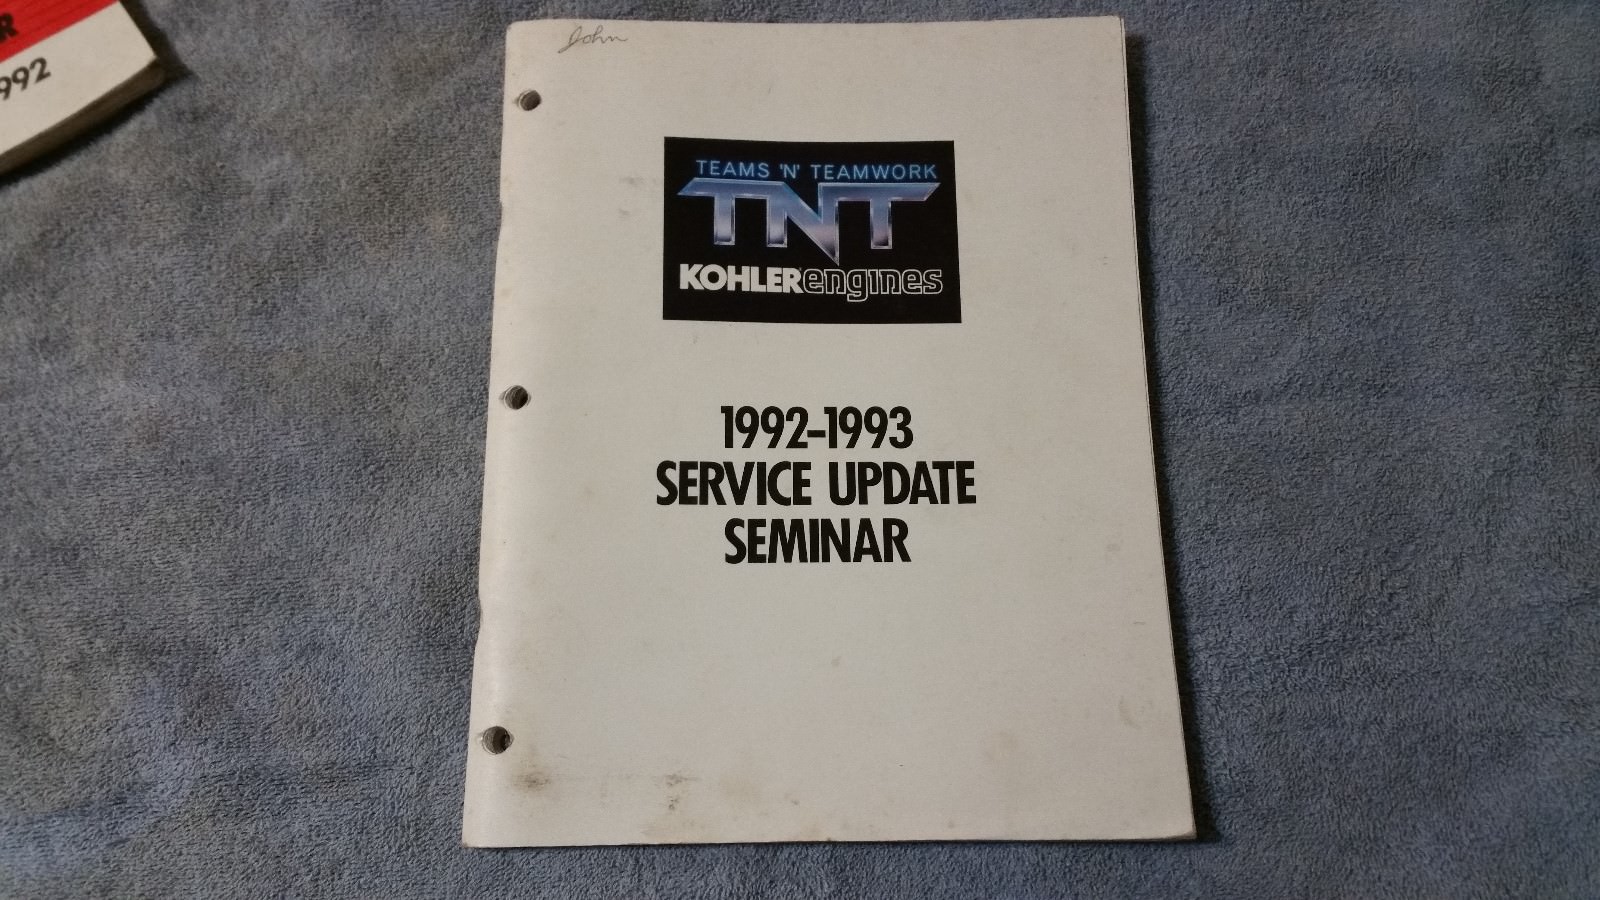 R
992
John
TEAMS 'N' TEAMWORK
TNT
KOHLERengines
1992-1993
SERVICE UPDATE
SEMINAR